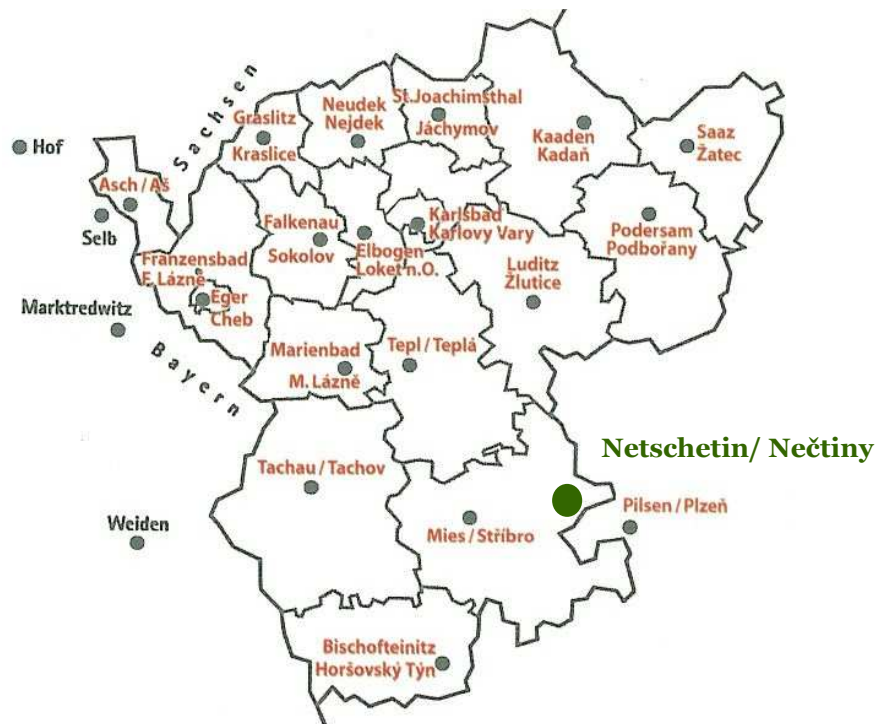 Sachsen
Hof
Graslitz
Kraslice
Neudek
Nejdek
St.Joachimsthal
Jáchymov
Kaaden
Kadaň
Saaz
Žatec
Asch / Aš
Selb
Falkenau
Sokolov
Elbogen
Loket n.O.
Karlsbad
Karlovy Vary
Podersam
Podbořany
Franzensbad
F. Lázně
Eger
Cheb
Luditz
Žlutice
Marktredwitz
Bayern
Marienbad
M. Lázně
Tepl / Teplá
Netschetin/ Nečtiny
Tachau / Tachov
Pilsen / Plzeň
Weiden
Mies / Stříbro
Bischofteinitz
Horšovský Týn